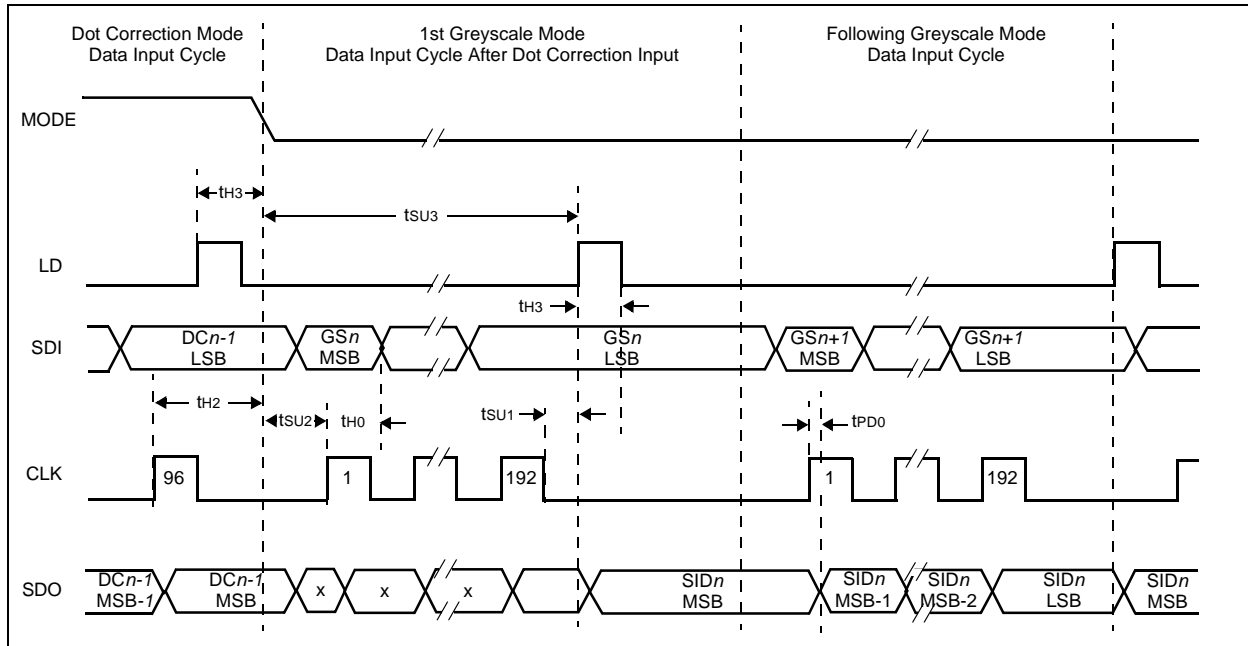 Dot Correction Mode
Data Input Cycle
1st Greyscale Mode
Data Input Cycle After Dot Correction Input
Following Greyscale Mode
Data Input Cycle
MODE
tH3
tSU3
LD
tH3
SDI
DCn-1
LSB
GSn
MSB
GSn
LSB
GSn+1
MSB
GSn+1
LSB
tH2
tSU2
tH0
tSU1
tPD0
CLK
96
1
192
1
192
SDO
DCn-1
MSB-1
DCn-1
MSB
x
x
x
SIDn
MSB
SIDn
MSB-1
SIDn
MSB-2
SIDn
LSB
SIDn
MSB